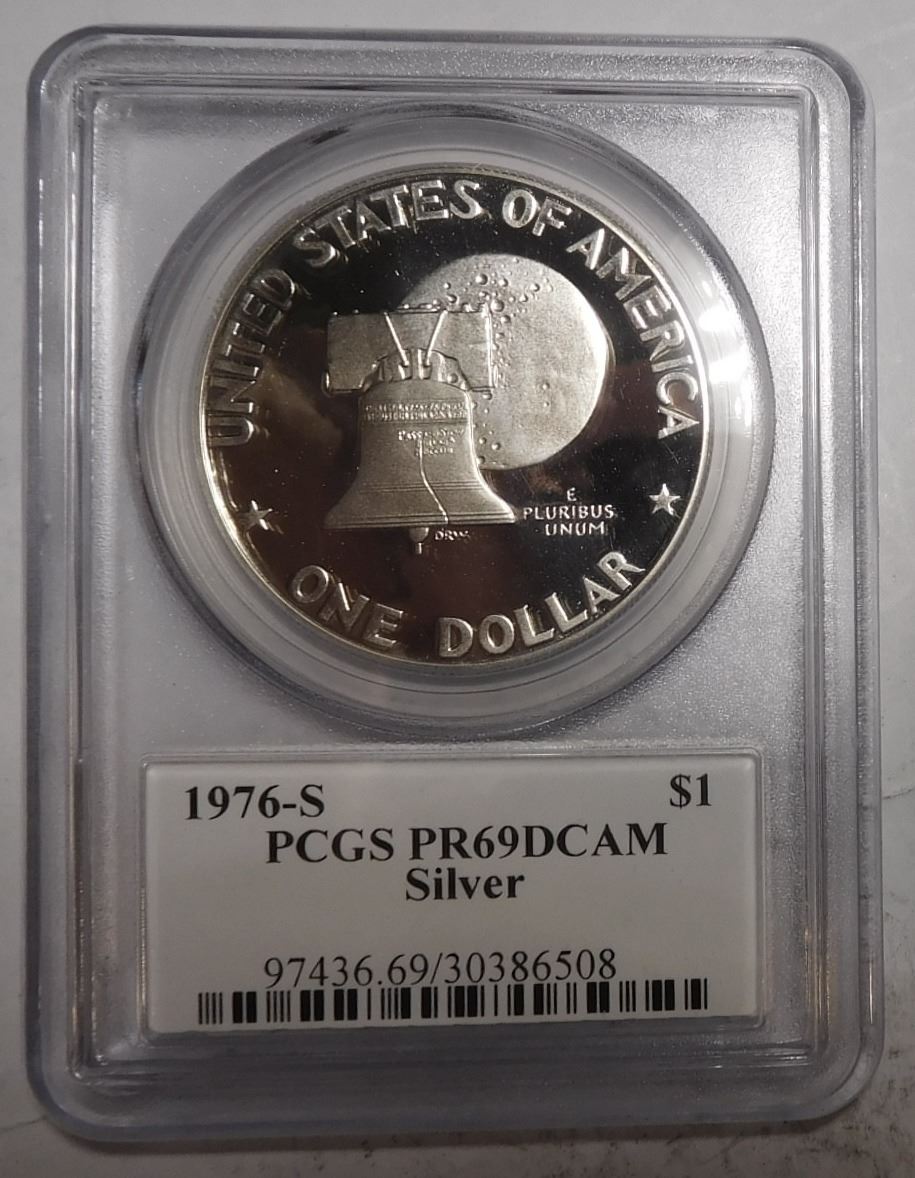 UNITED STATES OF AMERICA
E
PLURIBUS
UNUM
ONE DOLLAR
1976-S $1
PCGS PR69DCAM
Silver
97436.69/30386508